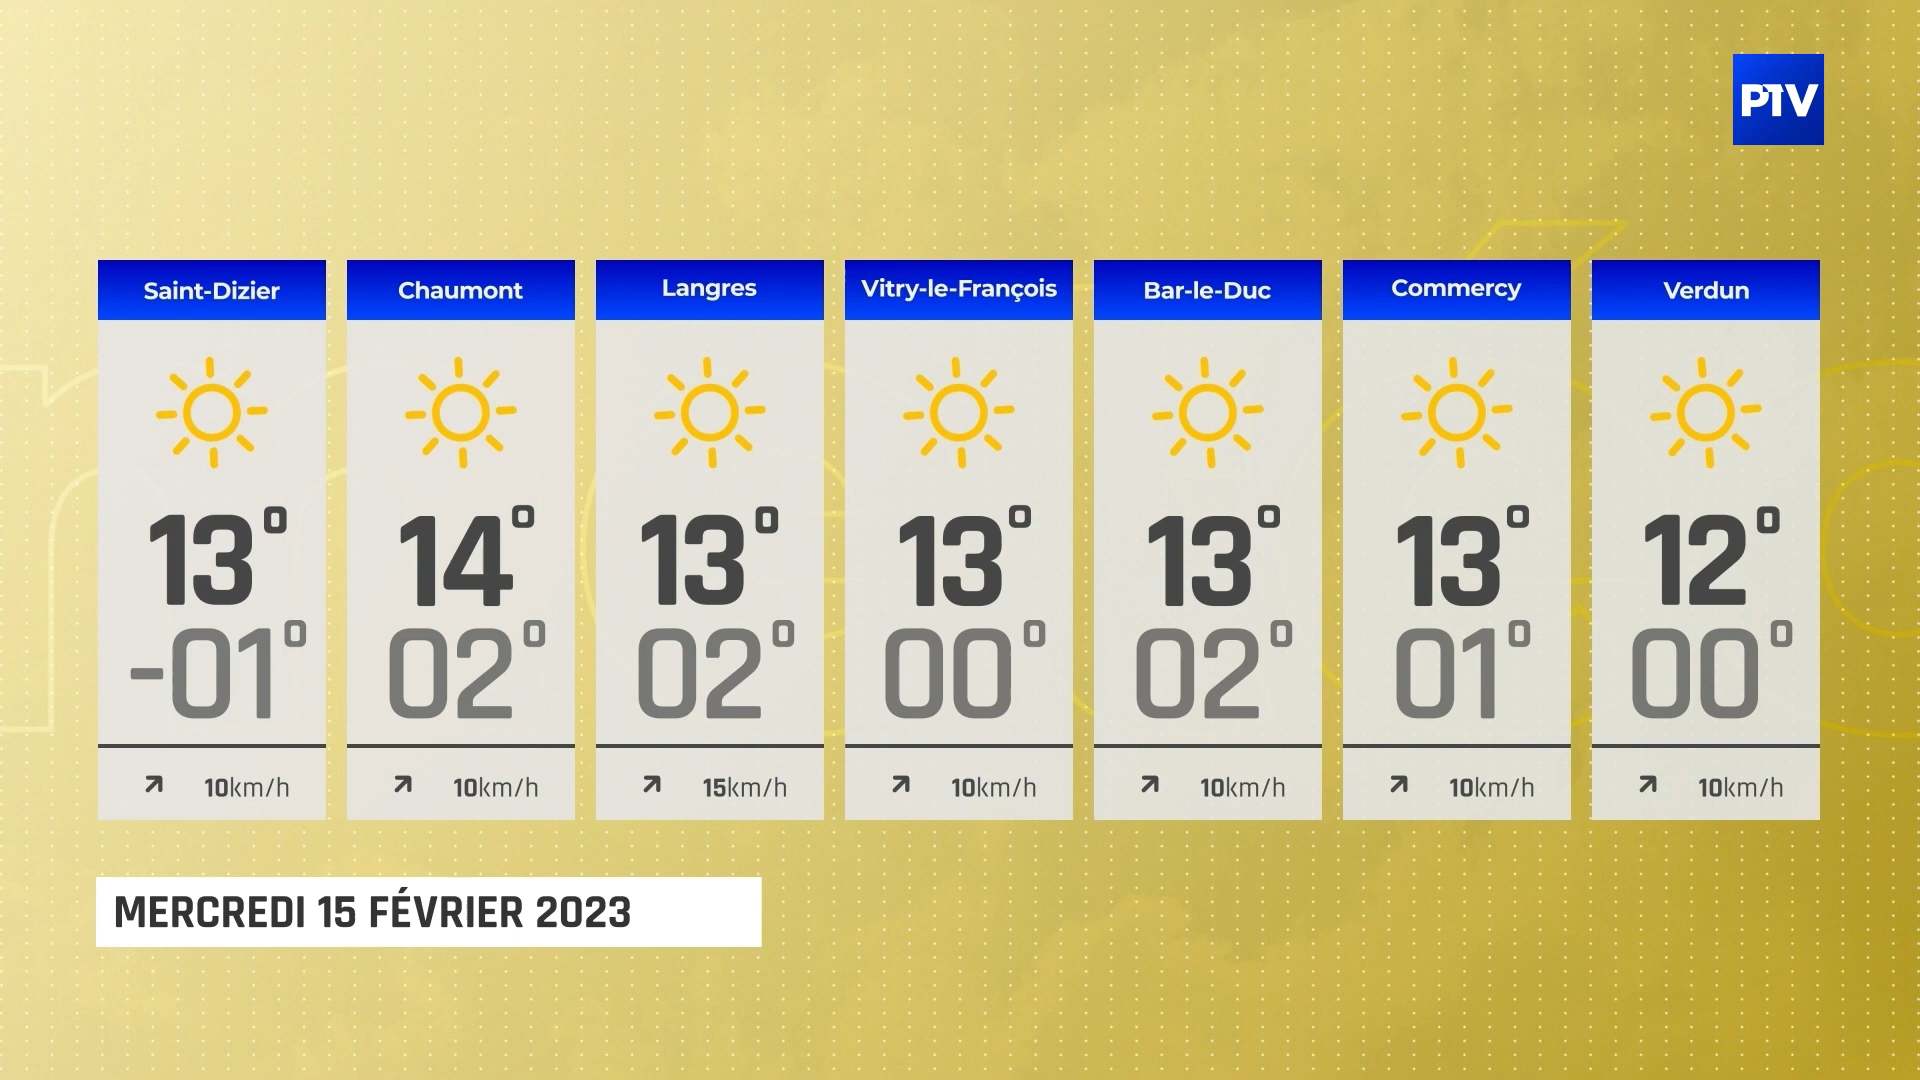 PTV
Saint-Dizier
13°
-01°
10km/h
Chaumont
14°
02°
10km/h
Langres
13°
02°
15km/h
Vitry-le-François
13°
00°
10km/h
Bar-le-Duc
13°
02°
10km/h
Commercy
13°
01°
10km/h
Verdun
12°
00°
10km/h
MERCREDI 15 FÉVRIER 2023